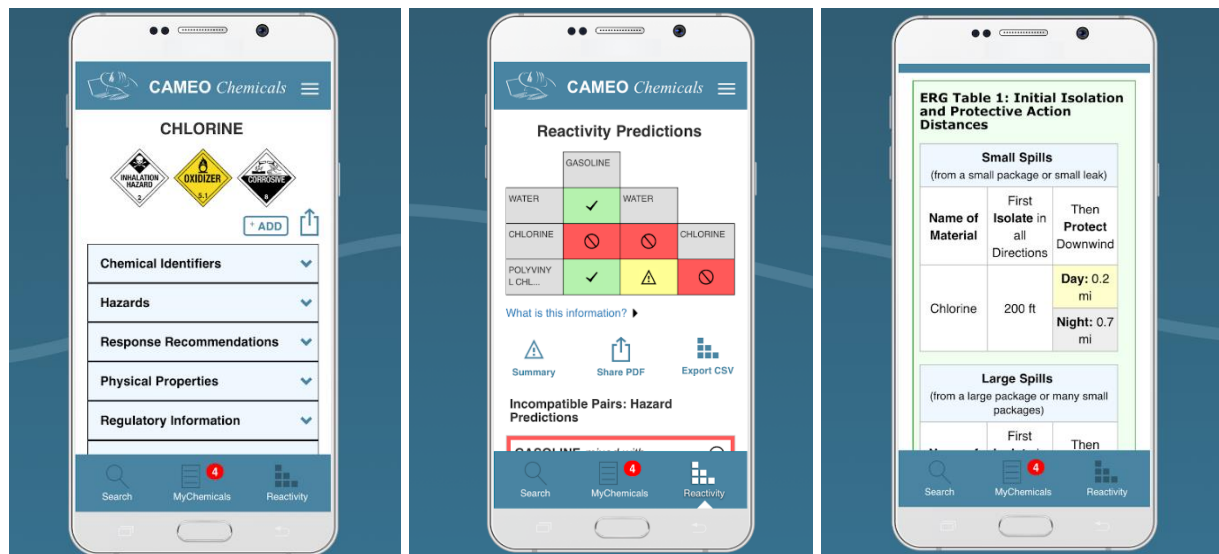 CAMEO Chemicals
CHLORINE
INHALATION
HAZARD
2
OXIDIZER
5.1
CORROSIVE
8
+ ADD
Chemical Identifiers
Hazards
Response Recommendations
Physical Properties
Regulatory Information
4
Search
MyChemicals
Reactivity
CAMEO Chemicals
Reactivity Predictions
GASOLINE
WATER
WATER
CHLORINE
CHLORINE
POLYVINY
L CHL...
What is this information?
Summary
Share PDF
Export CSV
Incompatible Pairs: Hazard
Predictions
GASOLINE mixed with
4
Search
MyChemicals
Reactivity
ERG Table 1: Initial Isolation
and Protective Action
Distances
Small Spills
(from a small package or small leak)
Name of
Material
First
Isolate in
all
Directions
Then
Protect
Downwind
Chlorine
200 ft
Day: 0.2
mi
Night: 0.7
mi
Large Spills
(from a large package or many small
packages)
First
Then
4
Search
MyChemicals
Reactivity